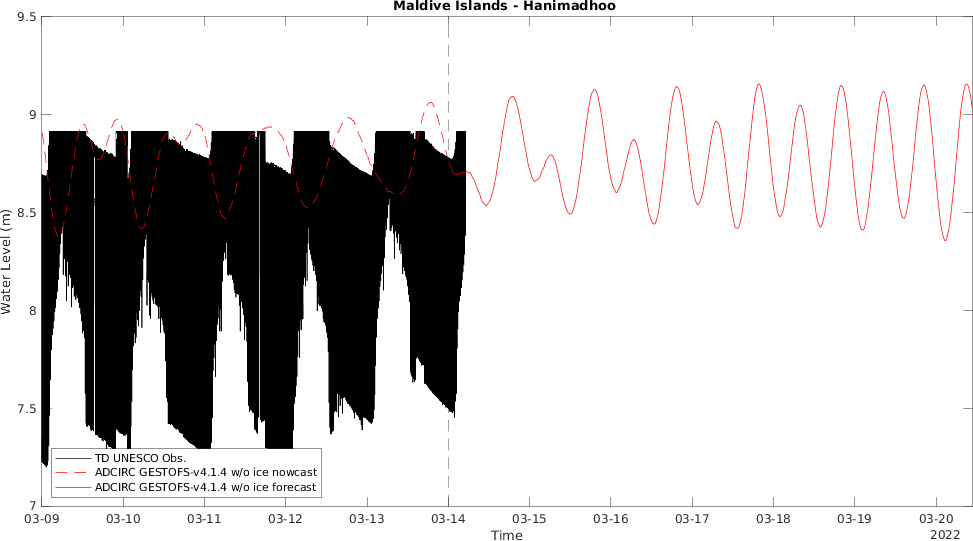 Maldive Islands - Hanimadhoo
9.5
9
8.5
8
7.5
7
Water Level (m)
TD UNESCO Obs.
ADCIRC GESTOFS-v4.1.4 w/o ice nowcast
ADCIRC GESTOFS-v4.1.4 w/o ice forecast
03-09 03-10 03-11 03-12 03-13 03-14 03-15 03-16 03-17 03-18 03-19 03-20
2022
Time